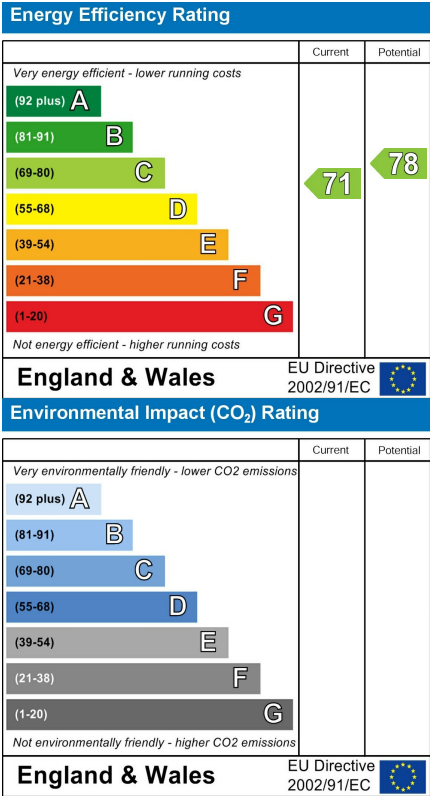 Energy Efficiency Rating
Current Potential
Very energy efficient - lower running costs
(92 plus) A
(81-91) B
(69-80) C
71
78
(55-68) D
(39-54) E
(21-38) F
(1-20) G
Not energy efficient - higher running costs
England & Wales
EU Directive
2002/91/EC
Environmental Impact (CO₂) Rating
Current Potential
Very environmentally friendly - lower CO2 emissions
(92 plus) A
(81-91) B
(69-80) C
(55-68) D
(39-54) E
(21-38) F
(1-20) G
Not environmentally friendly - higher CO2 emissions
England & Wales
EU Directive
2002/91/EC